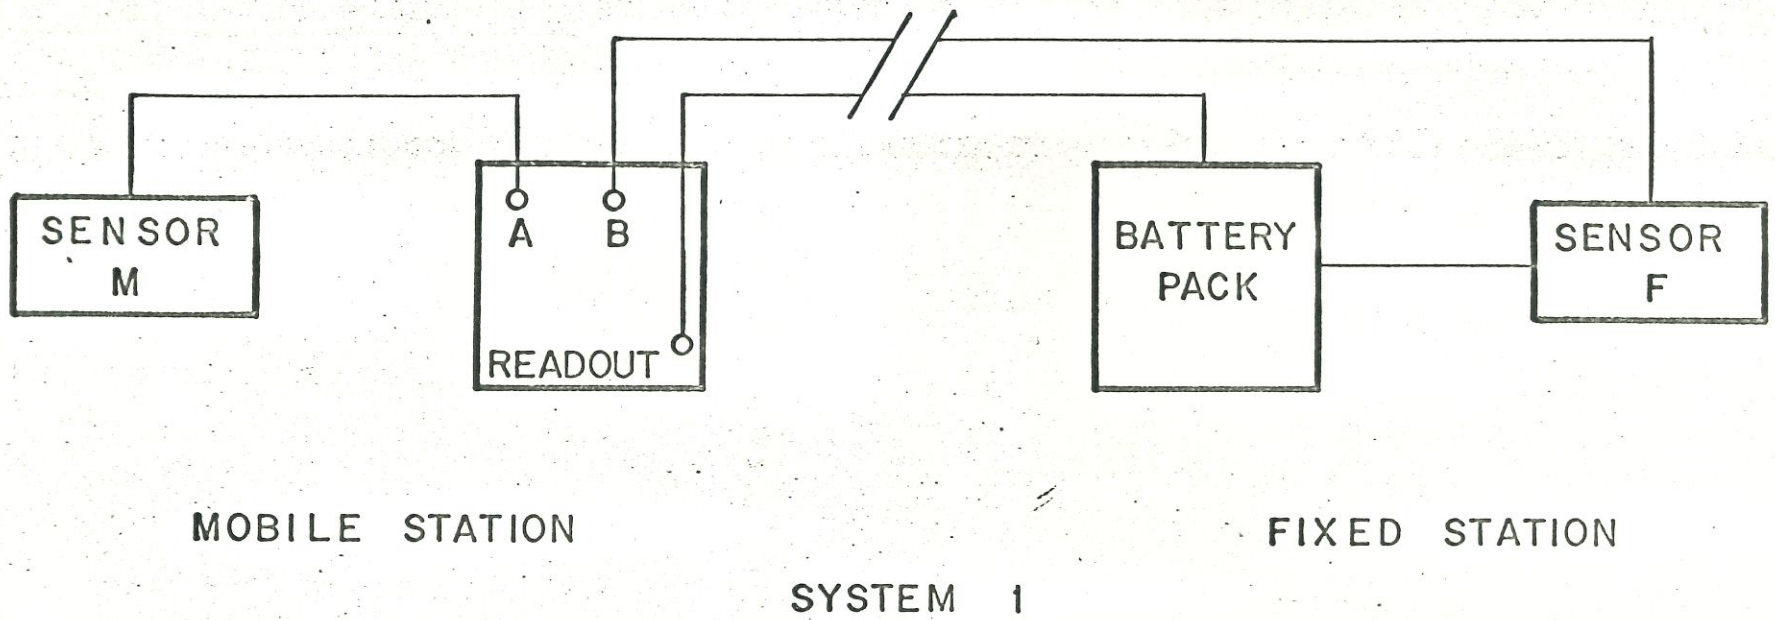 SENSOR
M
A B
READOUT
BATTERY
PACK
SENSOR
F
MOBILE STATION
FIXED STATION
SYSTEM 1